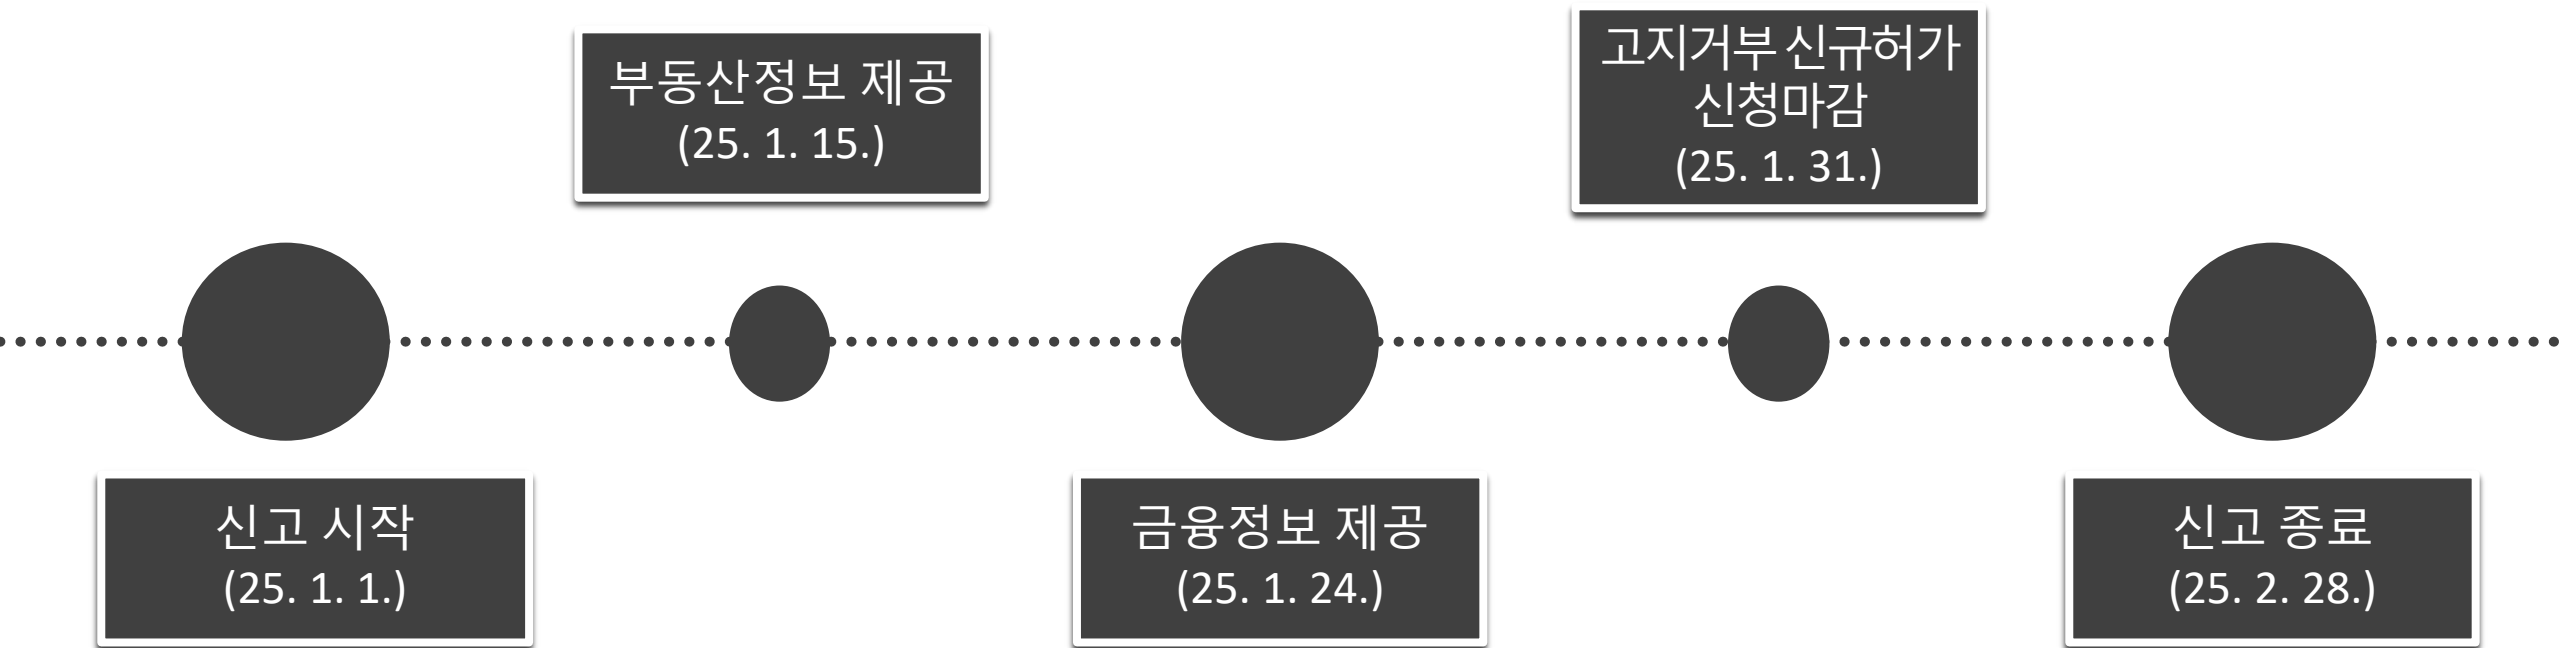 신고 시작
(25. 1. 1.)
부동산정보 제공
(25. 1. 15.)
금융정보 제공
(25. 1. 24.)
고지거부 신규허가
신청마감
(25. 1. 31.)
신고 종료
(25. 2. 28.)